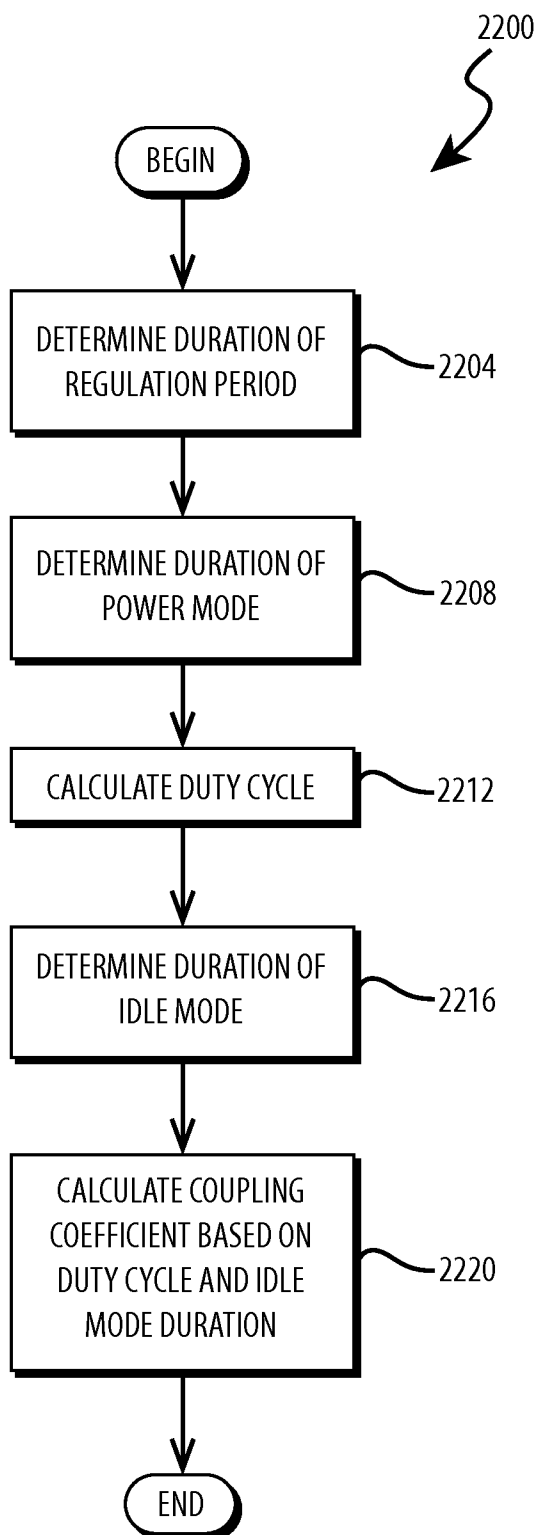 2200
BEGIN
DETERMINE DURATION OF
REGULATION PERIOD
2204
DETERMINE DURATION OF
POWER MODE
2208
CALCULATE DUTY CYCLE
2212
DETERMINE DURATION OF
IDLE MODE
2216
CALCULATE COUPLING
COEFFICIENT BASED ON
DUTY CYCLE AND IDLE
MODE DURATION
2220
END